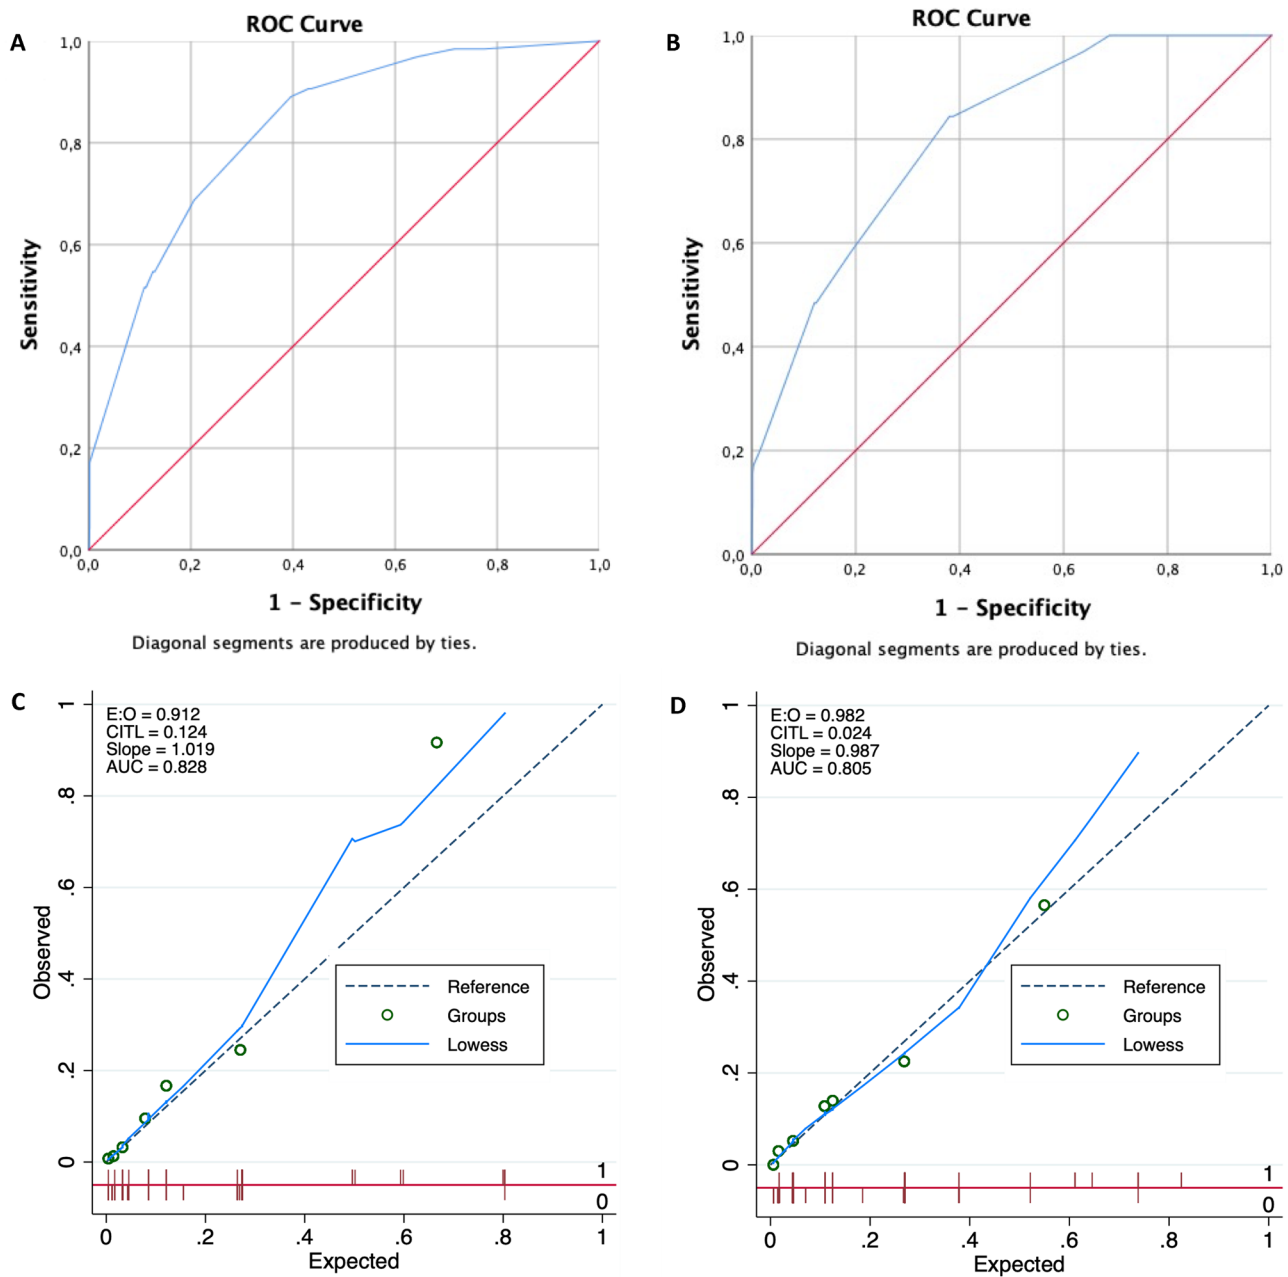 A
ROC Curve
1,0
0,8
0,6
0,4
0,2
0,0
Sensitivity
0,0 0,2 0,4 0,6 0,8 1,0
1 - Specificity
Diagonal segments are produced by ties.
B
ROC Curve
1,0
0,8
0,6
0,4
0,2
0,0
Sensitivity
0,0 0,2 0,4 0,6 0,8 1,0
1 - Specificity
Diagonal segments are produced by ties.
C
E:O = 0.912
CITL = 0.124
Slope = 1.019
AUC = 0.828
1
.8
.6
.4
.2
0
Observed
Reference
Groups
Lowess
1
0
0 .2 .4 .6 .8 1
Expected
D
E:O = 0.982
CITL = 0.024
Slope = 0.987
AUC = 0.805
1
.8
.6
.4
.2
0
Observed
Reference
Groups
Lowess
1
0
0 .2 .4 .6 .8 1
Expected